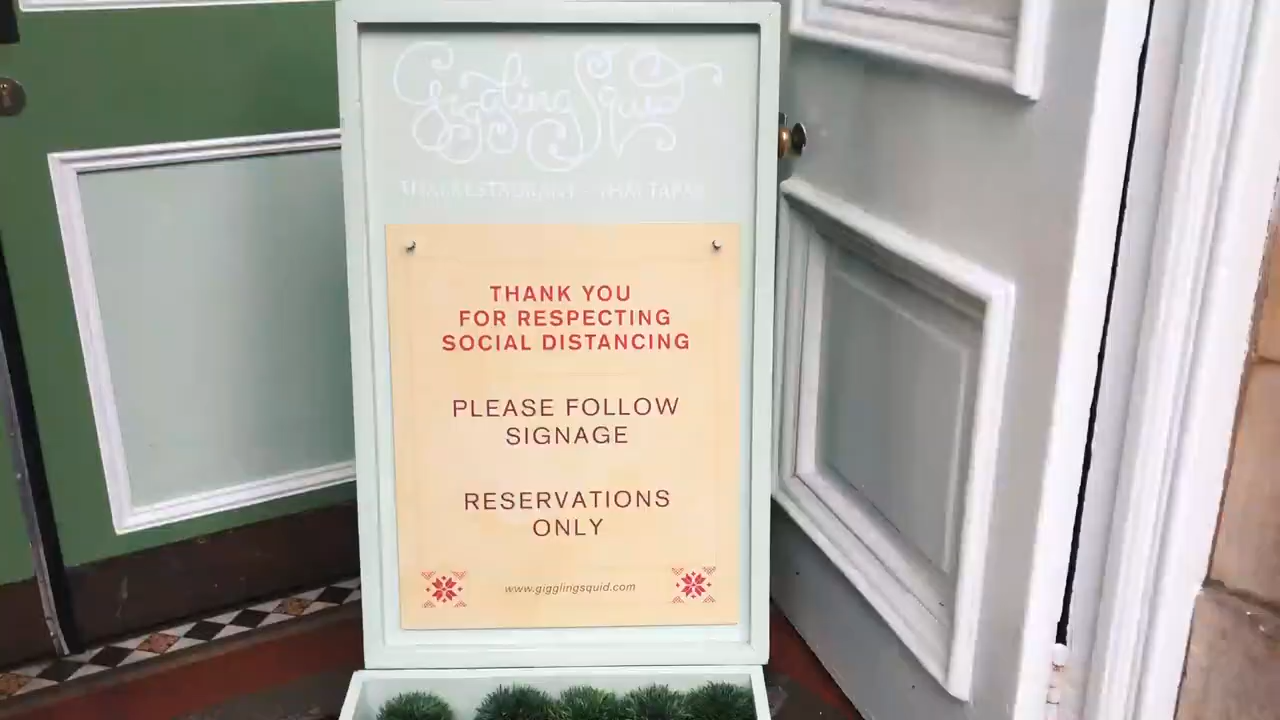 Giggling Squid
THAI RESTAURANT - THAI TAPAS
THANK YOU
FOR RESPECTING
SOCIAL DISTANCING
PLEASE FOLLOW
SIGNAGE
RESERVATIONS
ONLY
www.gigglingsquid.com